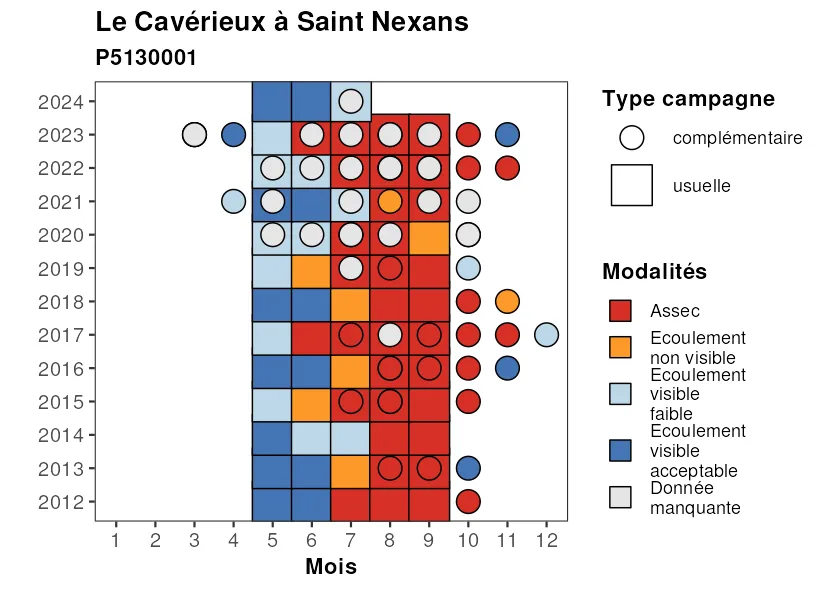 Le Cavérieux à Saint Nexans
P5130001
2024
2023
2022
2021
2020
2019
2018
2017
2016
2015
2014
2013
2012
1 2 3 4 5 6 7 8 9 10 11 12
Mois
Type campagne
complémentaire
usuelle
Modalités
Assec
Ecoulement
non visible
Ecoulement
visible
faible
Ecoulement
visible
acceptable
Donnée
manquante